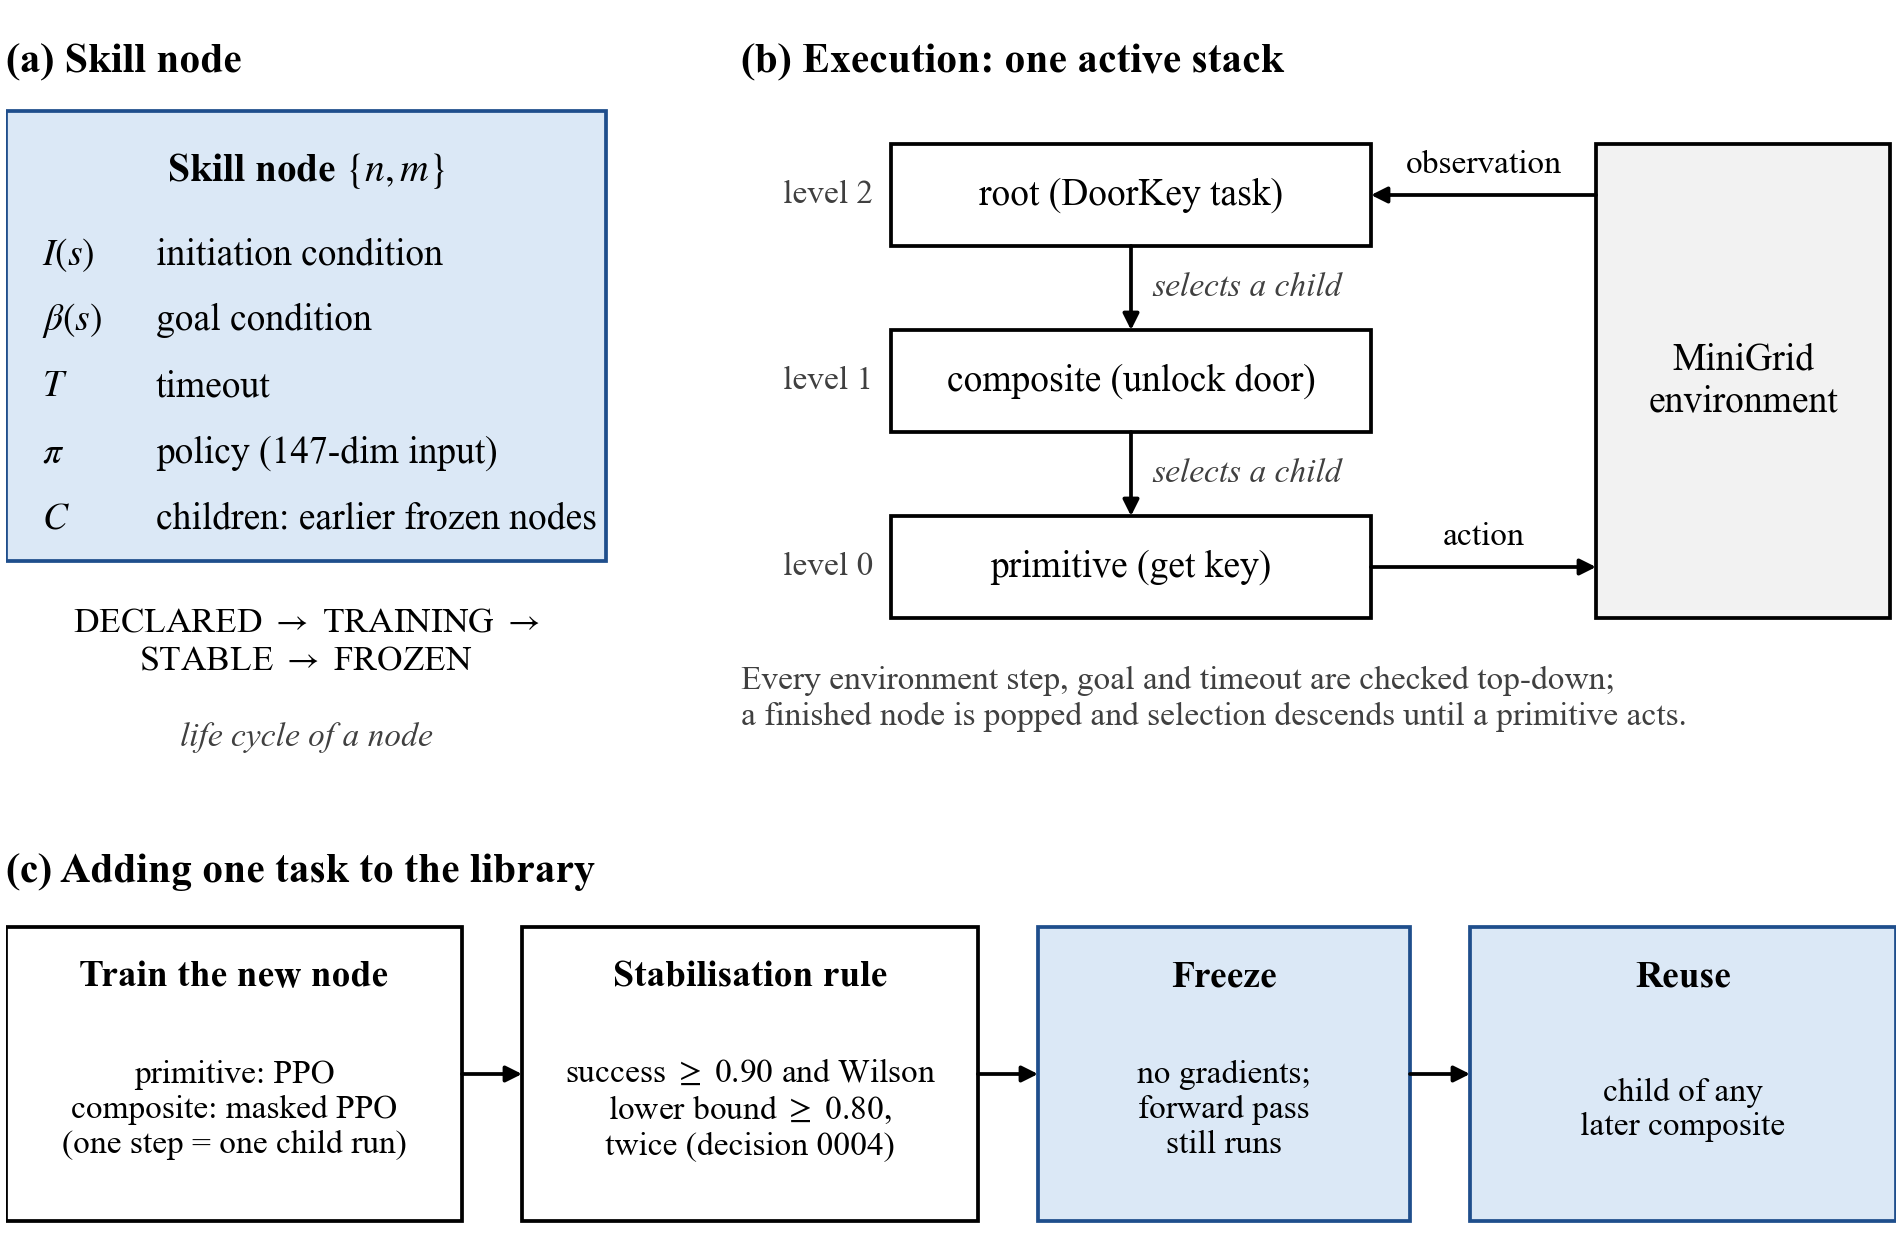 (a) Skill node
Skill node {n, m}
I(s) initiation condition
β(s) goal condition
T timeout
π policy (147-dim input)
C children: earlier frozen nodes
DECLARED → TRAINING →
STABLE → FROZEN
life cycle of a node
(b) Execution: one active stack
level 2
root (DoorKey task)
observation
selects a child
level 1
composite (unlock door)
selects a child
level 0
primitive (get key)
action
MiniGrid
environment
Every environment step, goal and timeout are checked top-down;
a finished node is popped and selection descends until a primitive acts.
(c) Adding one task to the library
Train the new node
primitive: PPO
composite: masked PPO
(one step = one child run)
Stabilisation rule
success ≥ 0.90 and Wilson
lower bound ≥ 0.80,
twice (decision 0004)
Freeze
no gradients;
forward pass
still runs
Reuse
child of any
later composite